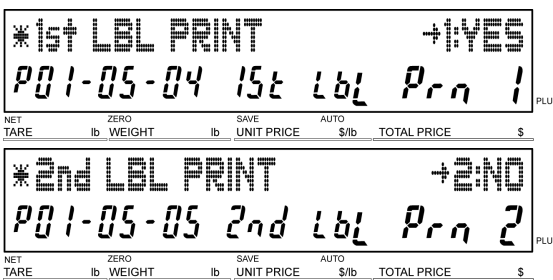 *1st LBL PRINT →1:YES
P01-05-04 1St LbL Prn 1 PLU
NET ZERO SAVE AUTO
TARE lb WEIGHT lb UNIT PRICE $/lb TOTAL PRICE $
*2nd LBL PRINT →2:NO
P01-05-05 2nd LbL Prn 2 PLU
NET ZERO SAVE AUTO
TARE lb WEIGHT lb UNIT PRICE $/lb TOTAL PRICE $